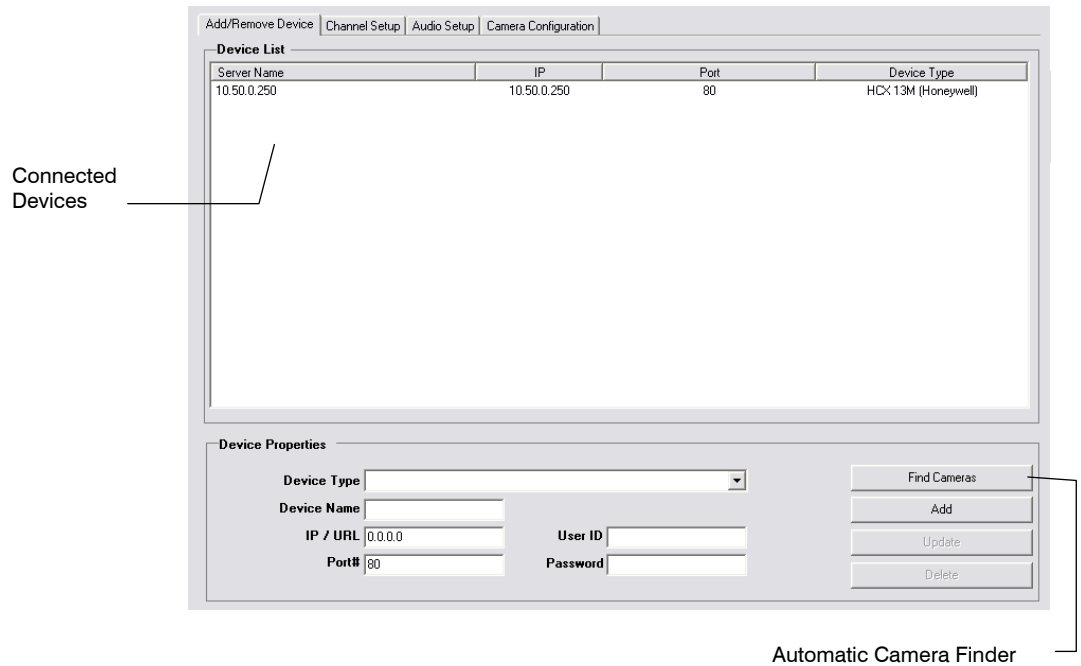 Add/Remove Device Channel Setup Audio Setup Camera Configuration
Device List
Server Name IP Port Device Type
10.50.0.250 10.50.0.250 80 HCX 13M (Honeywell)
Connected
Devices
Device Properties
Device Type
Find Cameras
Device Name
Add
IP / URL 0.0.0.0 User ID
Update
Port# 80 Password
Delete
Automatic Camera Finder